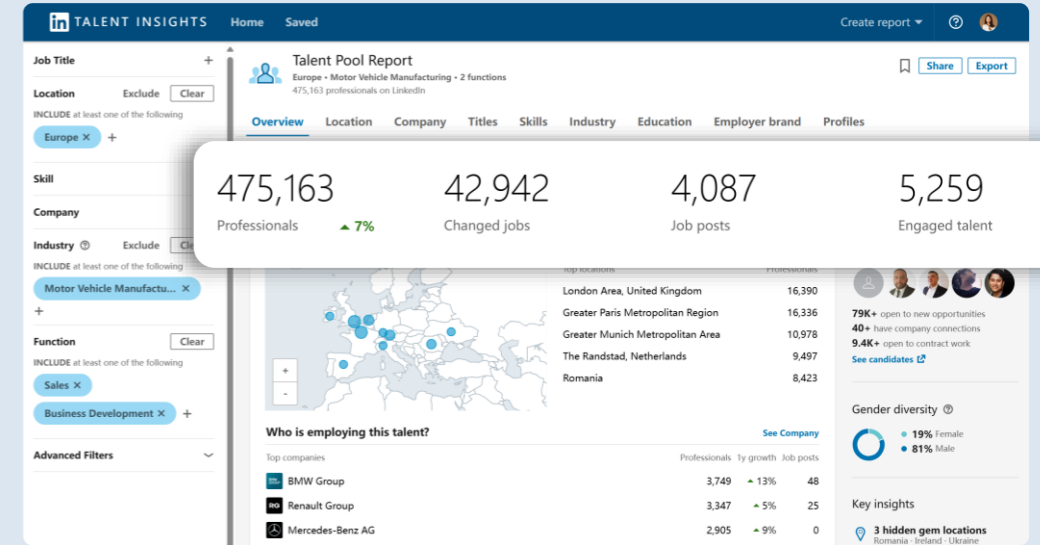 in TALENT INSIGHTS Home Saved Create report
Job Title +
Location Exclude Clear
INCLUDE at least one of the following
Europe × +
Skill
Company
Industry Exclude
INCLUDE at least one of the following
Motor Vehicle Manufactu... ×
+
Function Clear
INCLUDE at least one of the following
Sales ×
Business Development × +
Advanced Filters
Talent Pool Report
Europe • Motor Vehicle Manufacturing • 2 functions
475,163 professionals on LinkedIn
Share Export
Overview Location Company Titles Skills Industry Education Employer brand Profiles
475,163 42,942 4,087 5,259
Professionals 7% Changed jobs Job posts Engaged talent
Top locations Professionals
London Area, United Kingdom 16,390
Greater Paris Metropolitan Region 16,336
Greater Munich Metropolitan Area 10,978
The Randstad, Netherlands 9,497
Romania 8,423
+
-
Who is employing this talent? See Company
Top companies Professionals 1y growth Job posts
BMW Group 3,749 13% 48
RG Renault Group 3,347 5% 25
Mercedes-Benz AG 2,905 9% 0
79K+ open to new opportunities
40+ have company connections
9.4K+ open to contract work
See candidates
Gender diversity
19% Female
81% Male
Key insights
3 hidden gem locations
Romania · Ireland · Ukraine